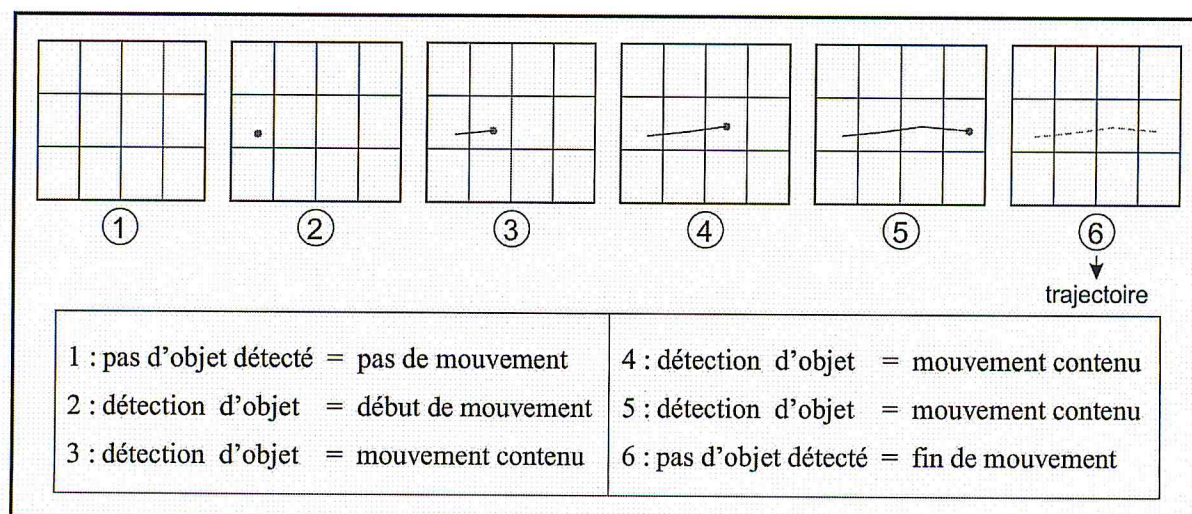 1 2 3 4 5 6
trajectoire
1 : pas d'objet détecté = pas de mouvement
2 : détection d'objet = début de mouvement
3 : détection d'objet = mouvement contenu
4 : détection d'objet = mouvement contenu
5 : détection d'objet = mouvement contenu
6 : pas d'objet détecté = fin de mouvement